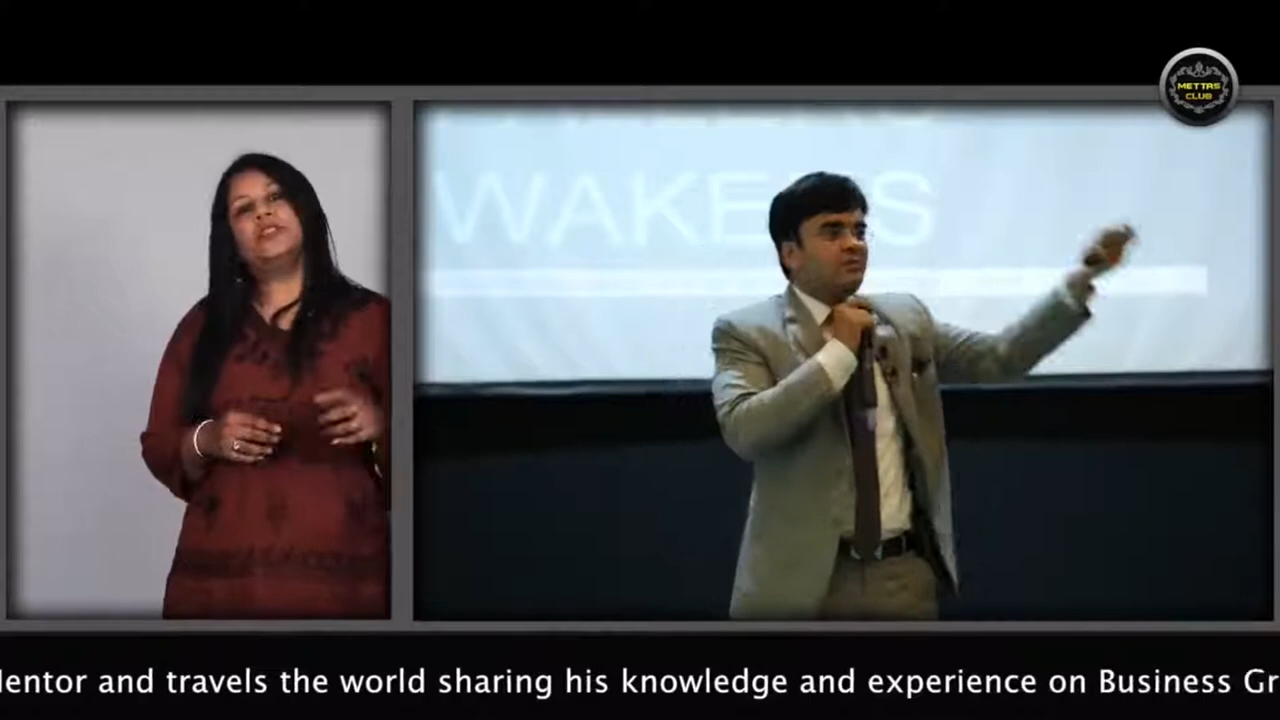 METTAS
CLUB
WAKE
S
entor and travels the world sharing his knowledge and experience on Business Gr